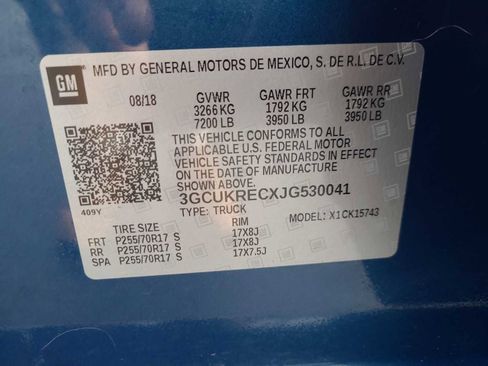 GM
MFD BY GENERAL MOTORS DE MEXICO, S. DE R.L. DE C.V.
08/18 GVWR GAWR FRT GAWR RR
3266 KG 1792 KG 1792 KG
7200 LB 3950 LB 3950 LB
THIS VEHICLE CONFORMS TO ALL
APPLICABLE U.S. FEDERAL MOTOR
VEHICLE SAFETY STANDARDS IN EFFECT
ON THE DATE OF MANUFACTURE
SHOWN ABOVE.
3GCUKRECXJG530041
409Y TYPE: TRUCK MODEL: X1CK15743
TIRE SIZE RIM
FRT P255/70R17 S 17X8J
RR P255/70R17 S 17X8J
SPA P255/70R17 S 17X7.5J